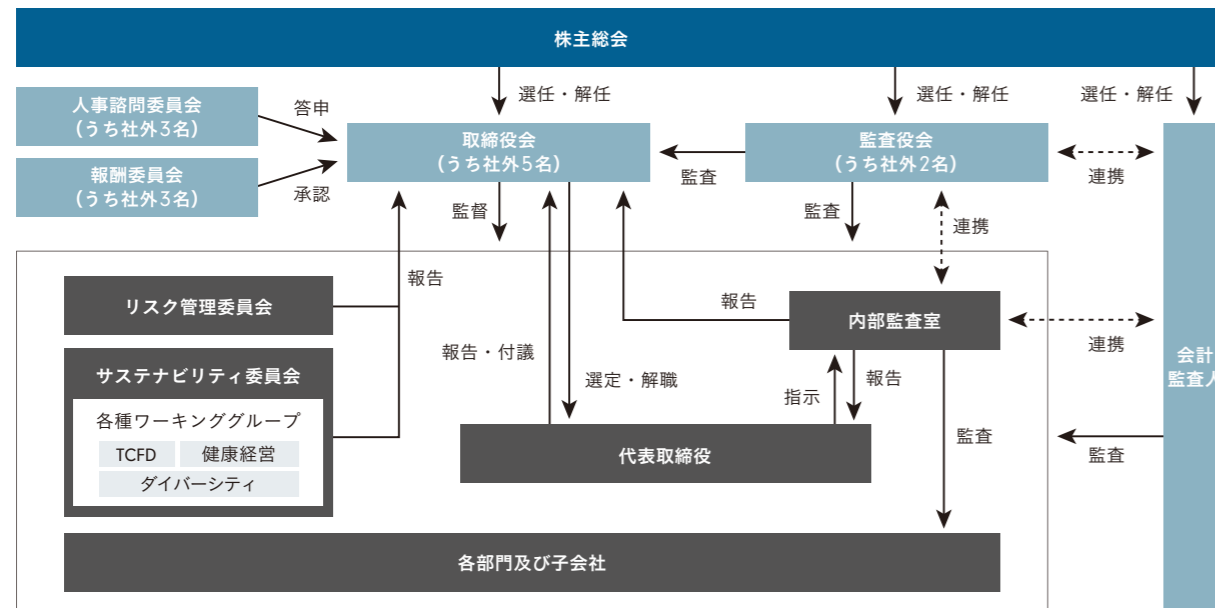 株主総会
選任・解任
選任・解任
選任・解任
人事諮問委員会
(うち社外3名)
答申
報酬委員会
(うち社外3名)
承認
取締役会
(うち社外5名)
監査
監査役会
(うち社外2名)
連携
監督
監査
連携
報告
リスク管理委員会
報告
内部監査室
連携
会計
監査人
サステナビリティ委員会
各種ワーキンググループ
TCFD
健康経営
ダイバーシティ
報告・付議
選定・解職
指示
報告
監査
監査
代表取締役
各部門及び子会社